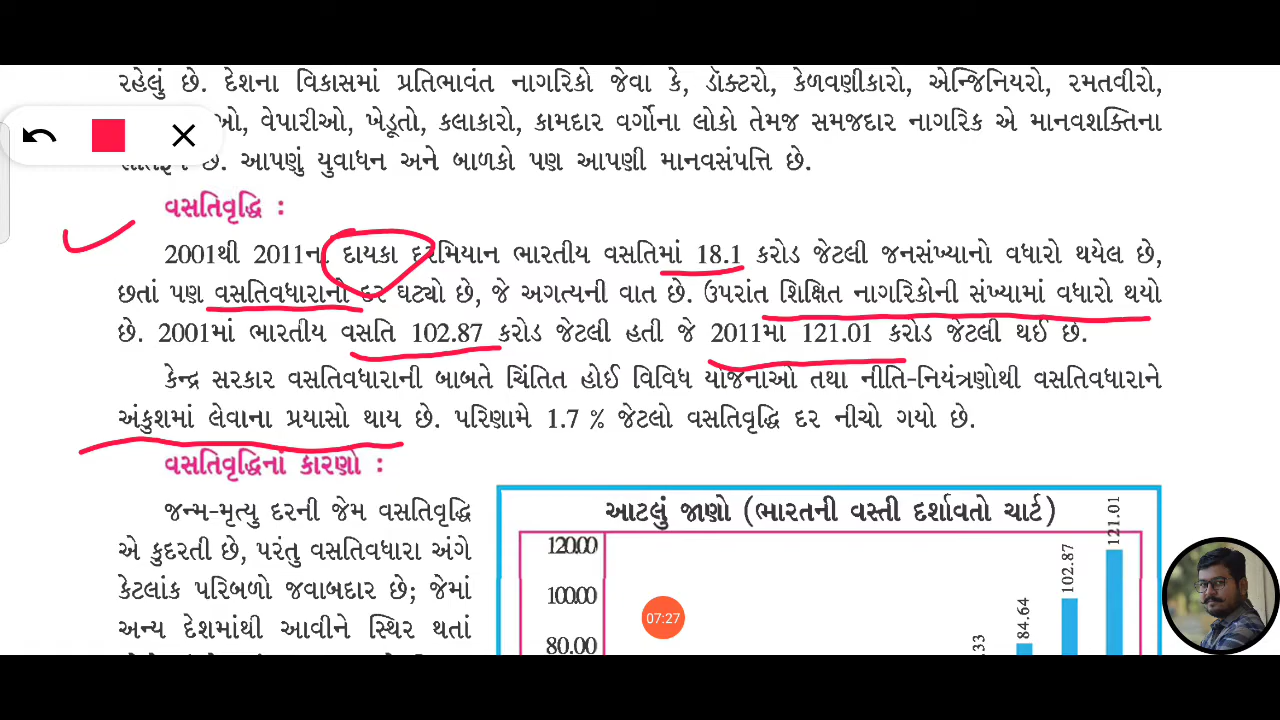 રહેલું છે. દેશના વિકાસમાં પ્રતિભાવંત નાગરિકો જેવા કે, ડૉક્ટરો, કેળવણીકારો, એન્જિનિયરો, રમતવીરો,
વેપારીઓ, ખેડૂતો, કલાકારો, કામદાર વર્ગોના લોકો તેમજ સમજદાર નાગરિક એ માનવશક્તિના
છે. આપણું યુવાધન અને બાળકો પણ આપણી માનવસંપત્તિ છે.
વસતિવૃદ્ધિ :
2001થી 2011ના દાયકા દરમિયાન ભારતીય વસતિમાં 18.1 કરોડ જેટલી જનસંખ્યાનો વધારો થયેલ છે,
છતાં પણ વસતિવધારાનો દર ઘટ્યો છે, જે અગત્યની વાત છે. ઉપરાંત શિક્ષિત નાગરિકોની સંખ્યામાં વધારો થયો
છે. 2001માં ભારતીય વસતિ 102.87 કરોડ જેટલી હતી જે 2011માં 121.01 કરોડ જેટલી થઈ છે.
કેન્દ્ર સરકાર વસતિવધારાની બાબતે ચિંતિત હોઈ વિવિધ યોજનાઓ તથા નીતિ-નિયંત્રણોથી વસતિવધારાને
અંકુશમાં લેવાના પ્રયાસો થાય છે. પરિણામે 1.7 % જેટલો વસતિવૃદ્ધિ દર નીચો ગયો છે.
વસતિવૃદ્ધિનાં કારણો :
જન્મ-મૃત્યુ દરની જેમ વસતિવૃદ્ધિ
એ કુદરતી છે, પરંતુ વસતિવધારા અંગે
કેટલાંક પરિબળો જવાબદાર છે; જેમાં
અન્ય દેશમાંથી આવીને સ્થિર થતાં
આટલું જાણો (ભારતની વસ્તી દર્શાવતો ચાર્ટ)
120.00
100.00
80.00
.33
84.64
102.87
121.01
07:27